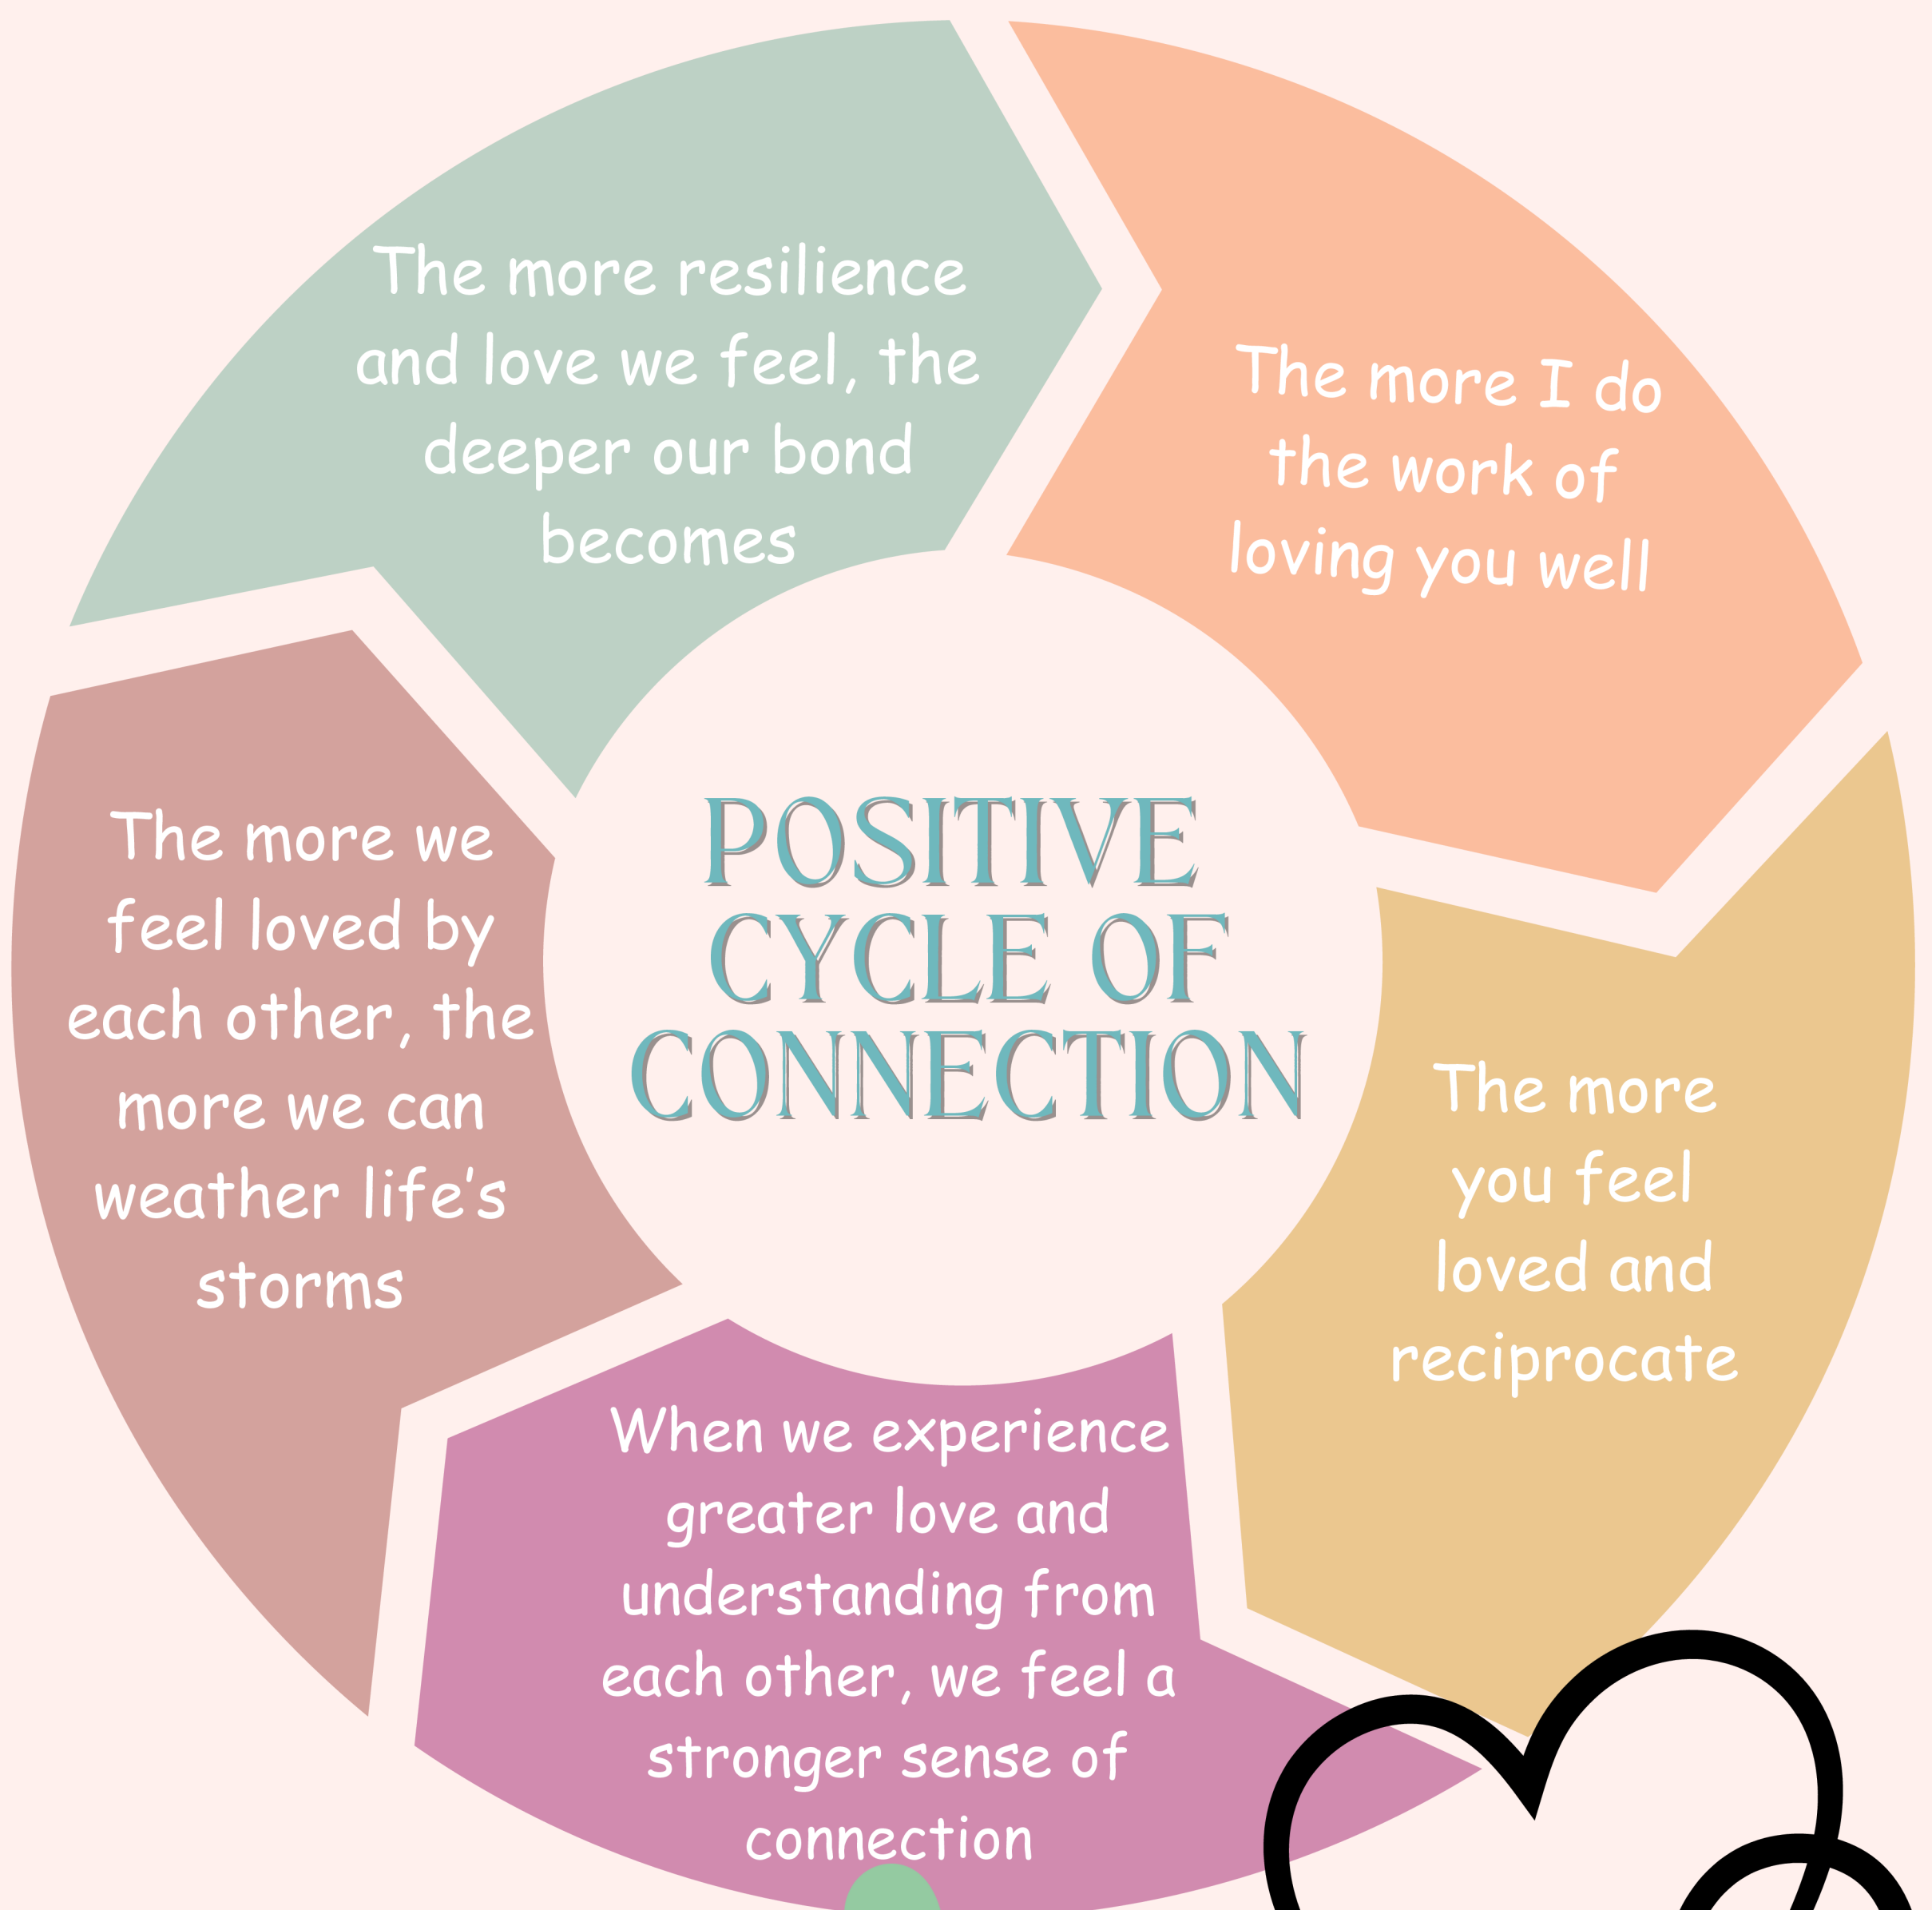 The more resilience
and love we feel, the
deeper our bond
becomes
The more I do
the work of
loving you well
The more
you feel
loved and
reciprocate
When we experience
greater love and
understanding from
each other, we feel a
stronger sense of
connection
The more we
feel loved by
each other, the
more we can
weather life's
storms
POSITIVE
CYCLE OF
CONNECTION